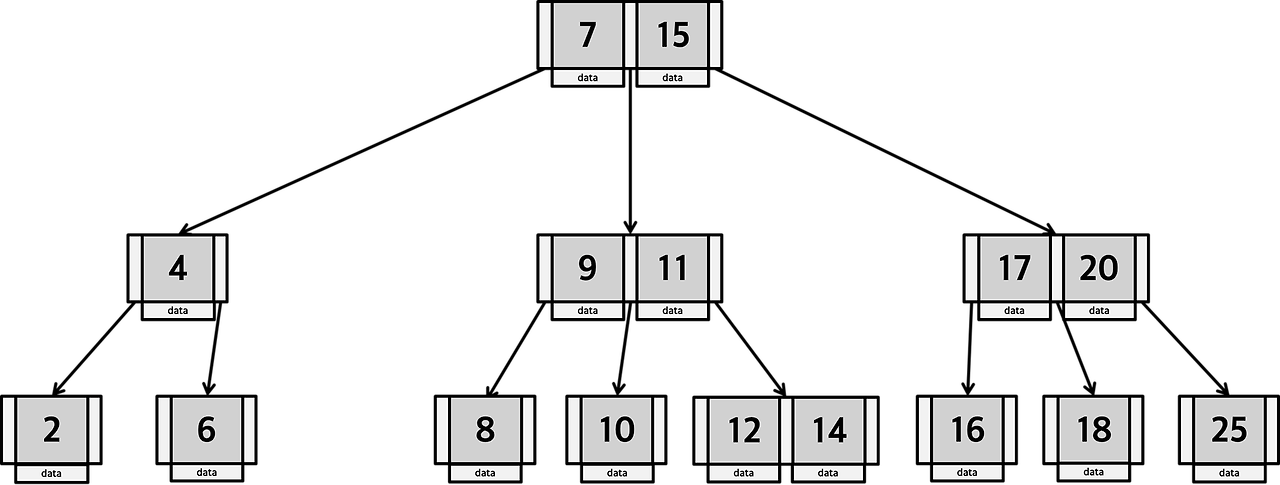 7 15
data data
4 9 11 17 20
data data data data data
2 6 8 10 12 14 16 18 25
data data data data data data data data data